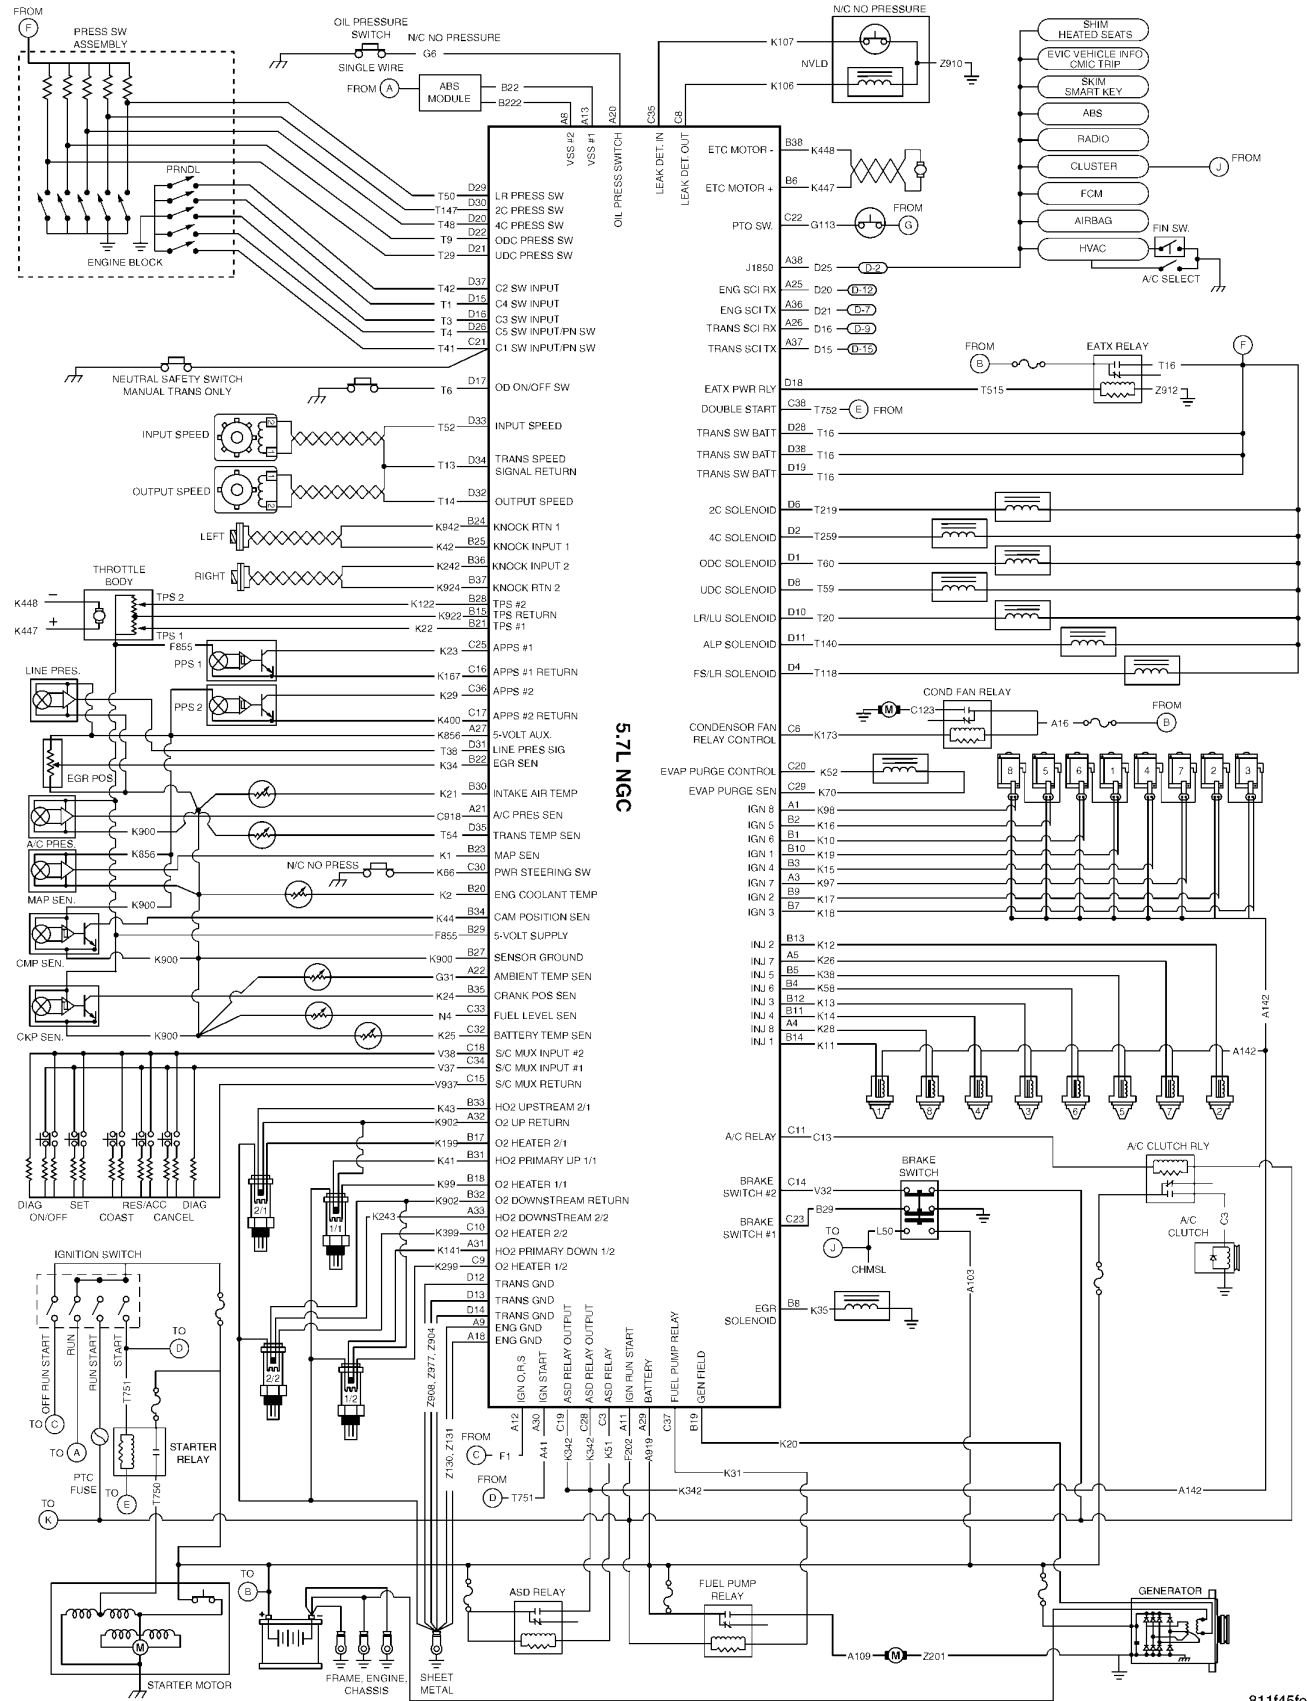 FROM
F
PRESS SW
ASSEMBLY
PRNDL
ENGINE BLOCK
OIL PRESSURE
SWITCH
N/C NO PRESSURE
G6
SINGLE WIRE
FROM A
ABS
MODULE
B22
B222
A8
A13
A20
C35
C8
VSS #2
VSS #1
OIL PRESS SWITCH
LEAK DET. IN
LEAK DET. OUT
N/C NO PRESSURE
K107
NVLD
Z910
K106
SHIM
HEATED SEATS
EVIC VEHICLE INFO
CMIC TRIP
SKIM
SMART KEY
ABS
RADIO
CLUSTER
J FROM
FCM
AIRBAG
HVAC
FIN SW.
A/C SELECT
T50 D29 LR PRESS SW
T147 D30 2C PRESS SW
T48 D20 4C PRESS SW
T9 D22 ODC PRESS SW
T29 D21 UDC PRESS SW
T42 D37 C2 SW INPUT
T1 D15 C4 SW INPUT
T3 D16 C3 SW INPUT
T4 D26 C5 SW INPUT/PN SW
T41 C21 C1 SW INPUT/PN SW
NEUTRAL SAFETY SWITCH
MANUAL TRANS ONLY
T6 D17 OD ON/OFF SW
INPUT SPEED
2
1
T52 D33 INPUT SPEED
T13 D34 TRANS SPEED
SIGNAL RETURN
OUTPUT SPEED
1
2
T14 D32 OUTPUT SPEED
LEFT
K942 B24 KNOCK RTN 1
K42 B25 KNOCK INPUT 1
RIGHT
K242 B36 KNOCK INPUT 2
K924 B37 KNOCK RTN 2
THROTTLE
BODY
K448 −
K447 +
TPS 2
TPS 1
K122 B28 TPS #2
K922 B15 TPS RETURN
K22 B21 TPS #1
F855
PPS 1
K23 C25 APPS #1
K167 C16 APPS #1 RETURN
PPS 2
K29 C36 APPS #2
K400 C17 APPS #2 RETURN
LINE PRES.
K856 A27 5-VOLT AUX.
T38 D31 LINE PRES SIG
K34 B22 EGR SEN
EGR POS
K21 B30 INTAKE AIR TEMP
C918 A21 A/C PRES SEN
K900
A/C PRES.
T54 D35 TRANS TEMP SEN
K856
K1 B23 MAP SEN
N/C NO PRESS
K66 C30 PWR STEERING SW
MAP SEN.
K900
K2 B20 ENG COOLANT TEMP
K44 B34 CAM POSITION SEN
F855 B29 5-VOLT SUPPLY
CMP SEN.
K900
K900 B27 SENSOR GROUND
G31 A22 AMBIENT TEMP SEN
K24 B35 CRANK POS SEN
N4 C33 FUEL LEVEL SEN
CKP SEN.
K900
K25 C32 BATTERY TEMP SEN
V38 C18 S/C MUX INPUT #2
V37 C34 S/C MUX INPUT #1
V937 C15 S/C MUX RETURN
K43 B33 HO2 UPSTREAM 2/1
K902 A32 O2 UP RETURN
K199 B17 O2 HEATER 2/1
K41 B31 HO2 PRIMARY UP 1/1
K99 B18 O2 HEATER 1/1
K902 B32 O2 DOWNSTREAM RETURN
K243 A33 HO2 DOWNSTREAM 2/2
K399 C10 O2 HEATER 2/2
K141 A31 HO2 PRIMARY DOWN 1/2
K299 C9 O2 HEATER 1/2
D12 TRANS GND
D13 TRANS GND
D14 TRANS GND
A9 ENG GND
A18 ENG GND
2/1
1/1
2/2
1/2
DIAG
ON/OFF
SET
COAST
RES/ACC
CANCEL
DIAG
IGNITION SWITCH
OFF RUN START
RUN
RUN START
START
TO
D
T751
TO C
TO A
PTC
FUSE
TO
E
STARTER
RELAY
T750
TO
K
STARTER MOTOR
M
5.7L NGC
ETC MOTOR - B38 K448
ETC MOTOR + B6 K447
PTO SW. C22 G113
FROM
G
J1850 A38 D25 D-2
ENG SCI RX A25 D20 D-12
ENG SCI TX A36 D21 D-7
TRANS SCI RX A26 D16 D-9
TRANS SCI TX A37 D15 D-15
FROM
B
EATX RELAY
T16
F
EATX PWR RLY D18 T515
Z912
DOUBLE START C38 T752 E FROM
TRANS SW BATT D28 T16
TRANS SW BATT D38 T16
TRANS SW BATT D19 T16
2C SOLENOID D6 T219
4C SOLENOID D2 T259
ODC SOLENOID D1 T60
UDC SOLENOID D8 T59
LR/LU SOLENOID D10 T20
ALP SOLENOID D11 T140
FS/LR SOLENOID D4 T118
COND FAN RELAY
M C123
FROM
B
A16
CONDENSOR FAN
RELAY CONTROL C6 K173
EVAP PURGE CONTROL C20 K52
EVAP PURGE SEN C29 K70
8 5 6 1 4 7 2 3
IGN 8 A1 K98
IGN 5 B2 K16
IGN 6 B1 K10
IGN 1 B10 K19
IGN 4 B3 K15
IGN 7 A3 K97
IGN 2 B9 K17
IGN 3 B7 K18
INJ 2 B13 K12
INJ 7 A5 K26
INJ 5 B5 K38
INJ 6 B4 K58
INJ 3 B12 K13
INJ 4 B11 K14
INJ 8 A4 K28
INJ 1 B14 K11
A142
A142
1 8 4 3 6 5 7 2
A/C RELAY C11 C13
A/C CLUTCH RLY
BRAKE
SWITCH
BRAKE
SWITCH #2 C14 V32
BRAKE
SWITCH #1 C23 B29
TO
J
L50
CHMSL
A/C
CLUTCH
C3
A103
EGR
SOLENOID B8 K35
Z908, Z977, Z904
Z130, Z131
IGN O,R,S
IGN START
ASD RELAY OUTPUT
ASD RELAY OUTPUT
ASD RELAY
IGN RUN START
BATTERY
FUEL PUMP RELAY
GEN FIELD
A12
A30
C19
C28
C3
A11
A29
C37
B19
FROM
C F1
A41
K342
K342
K51
F202
A919
FROM
D T751
K20
K31
K342
A142
TO
B
+ −
FRAME, ENGINE,
CHASSIS
SHEET
METAL
ASD RELAY
FUEL PUMP
RELAY
A109 M Z201
GENERATOR
811f45fe